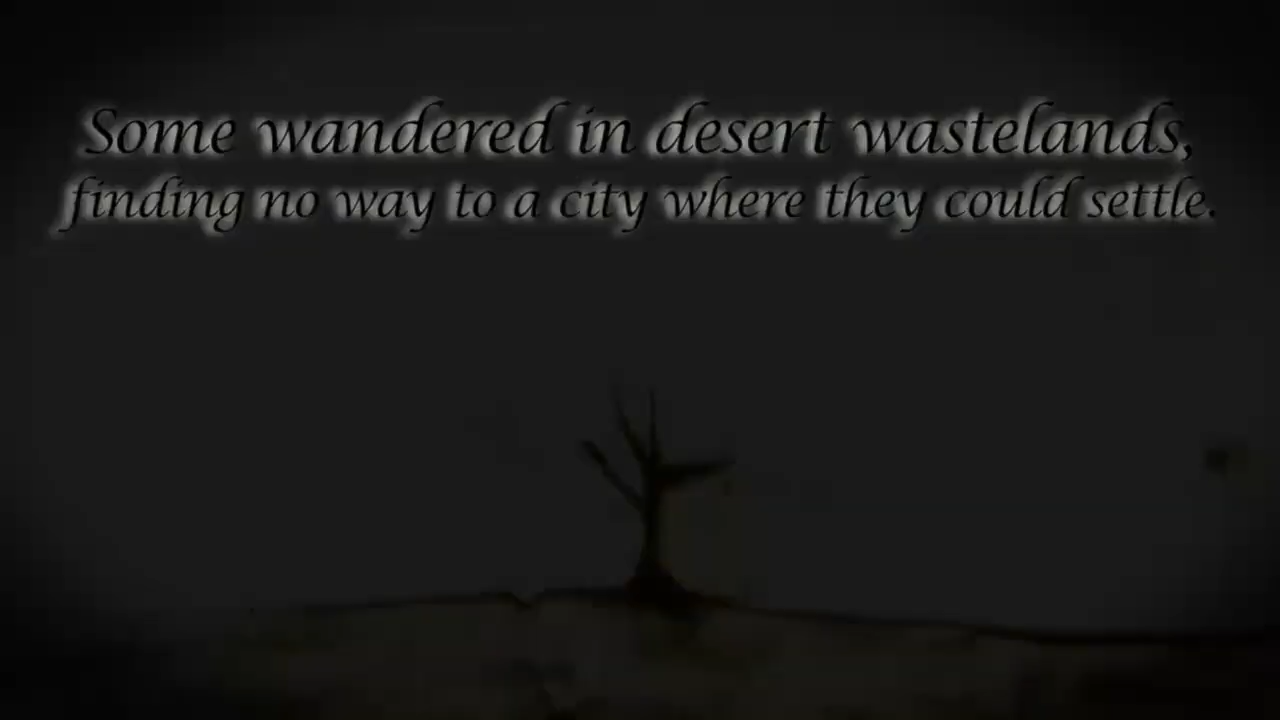 Some wandered in desert wastelands,
finding no way to a city where they could settle.